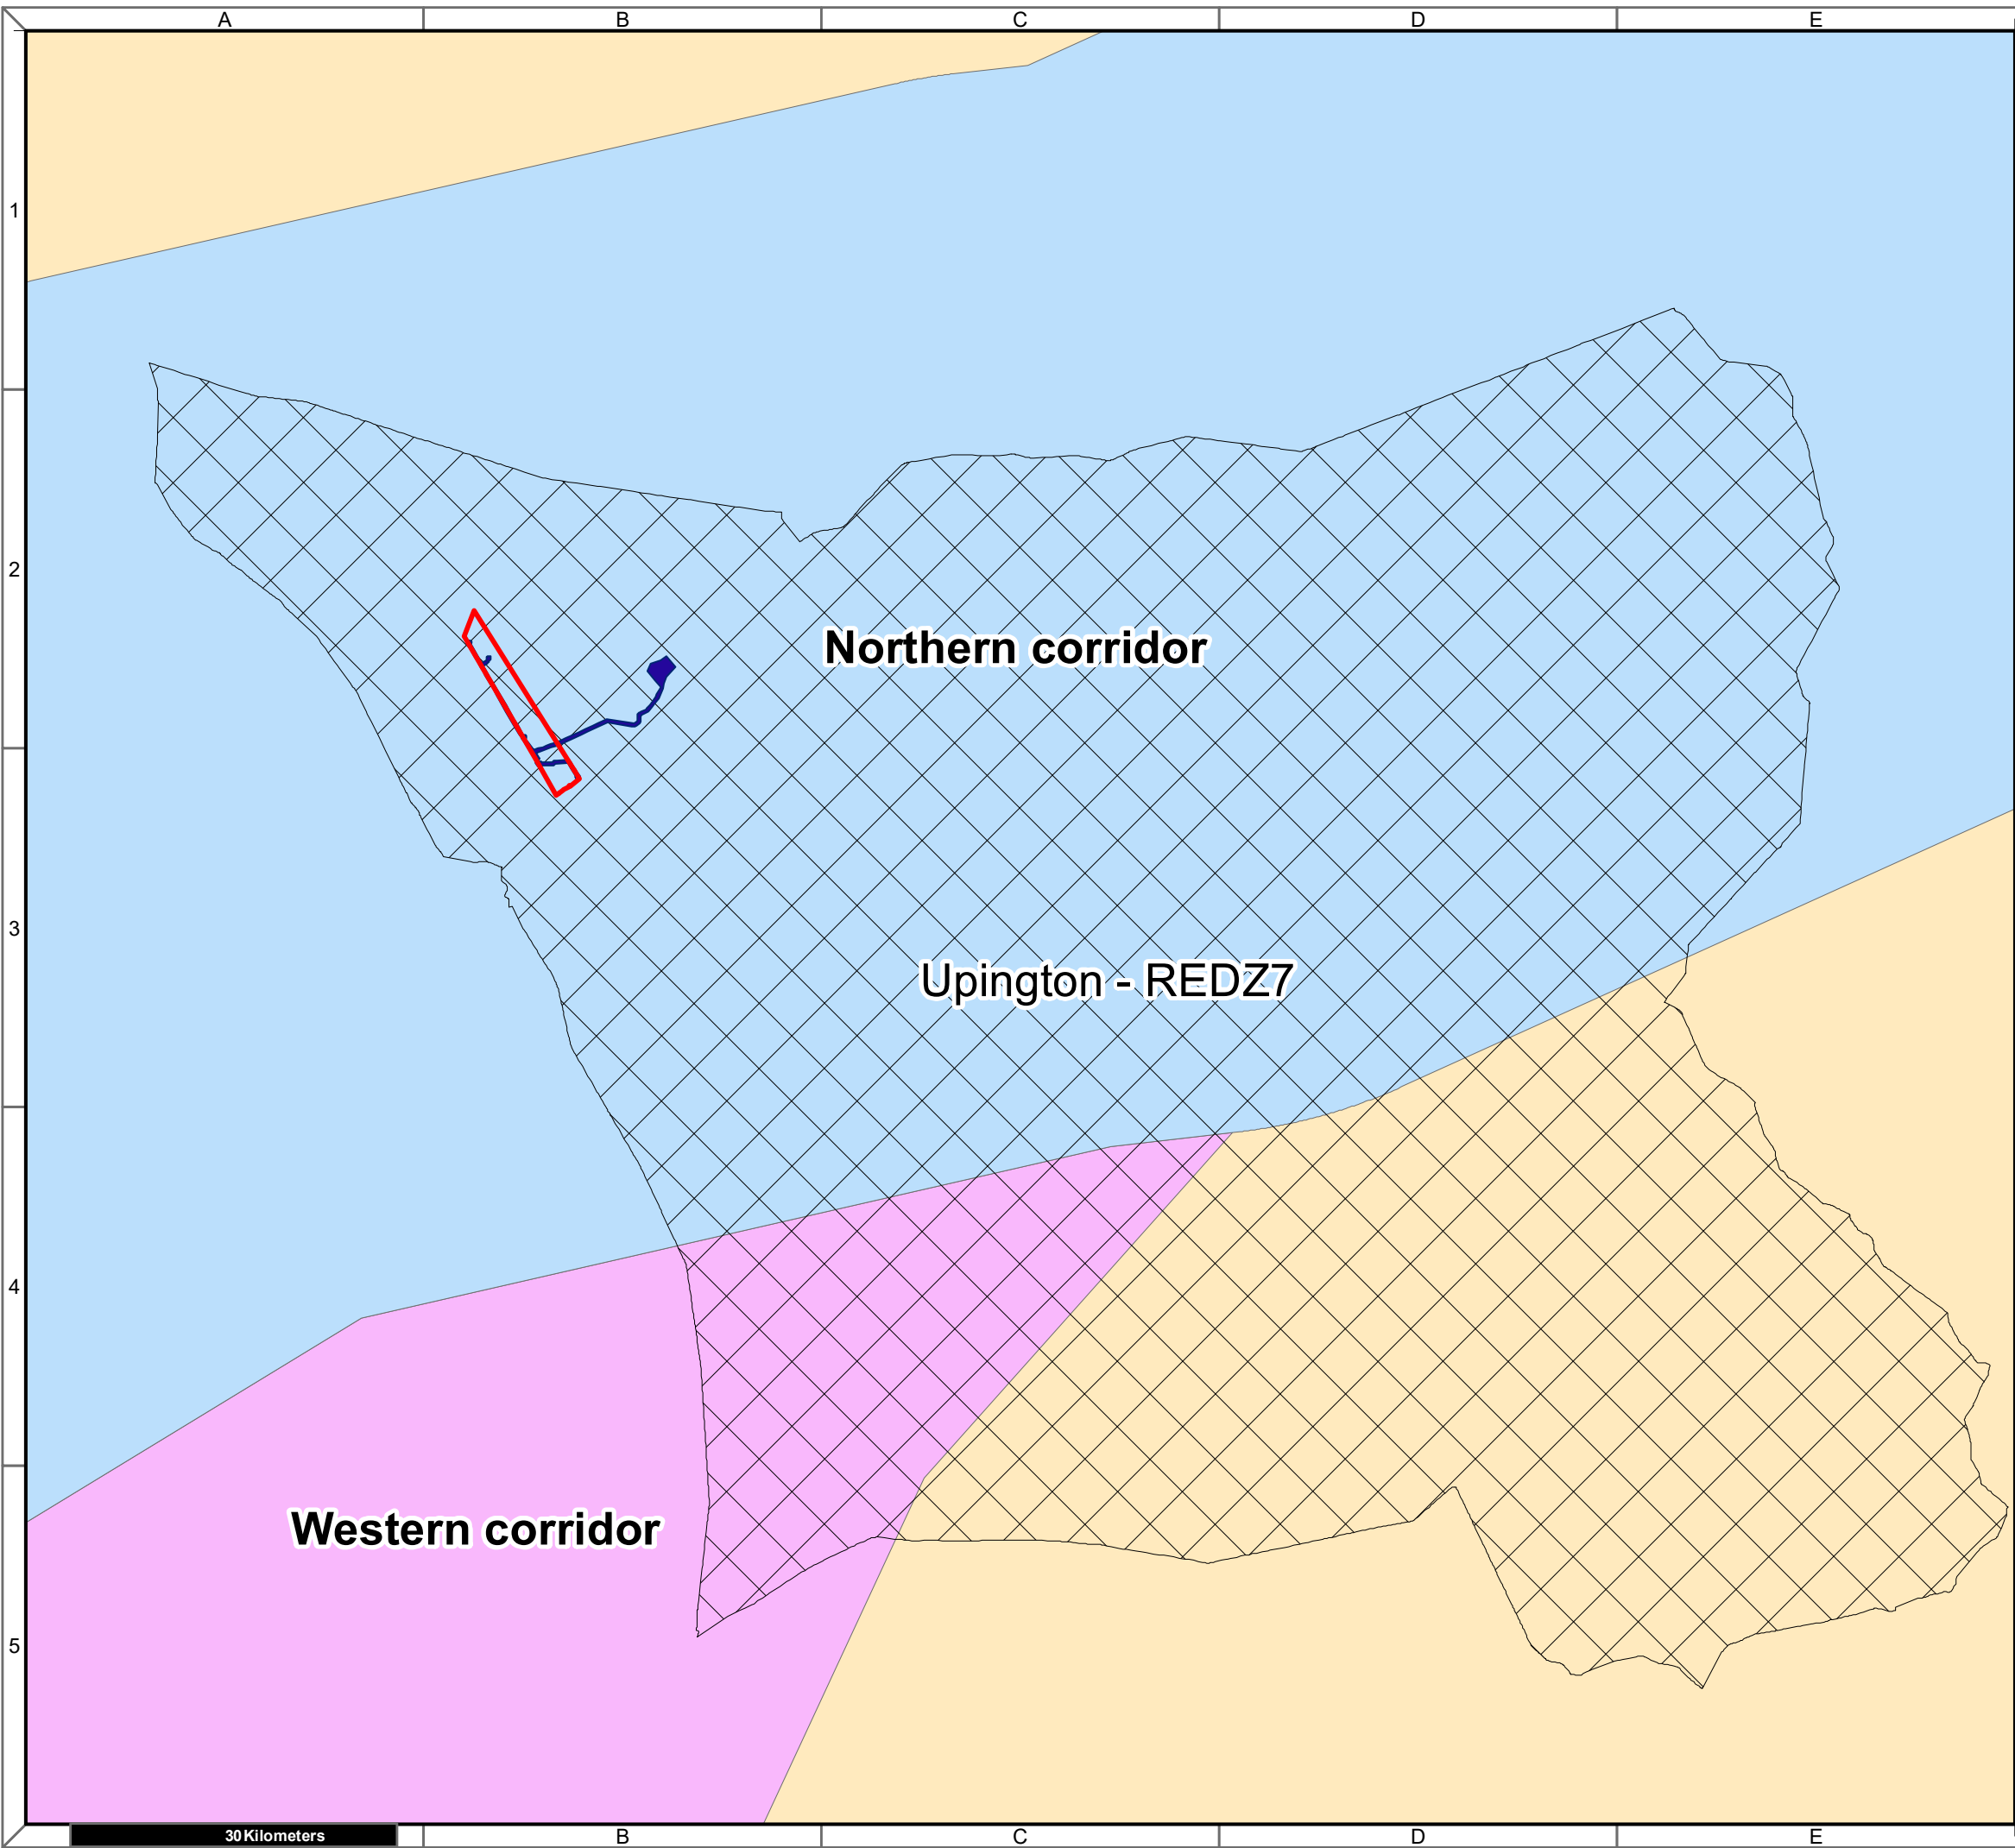 A B C D E
1
2
Northern corridor
3
Upington - REDZ7
4
Western corridor
5
30 Kilometers
B C D E